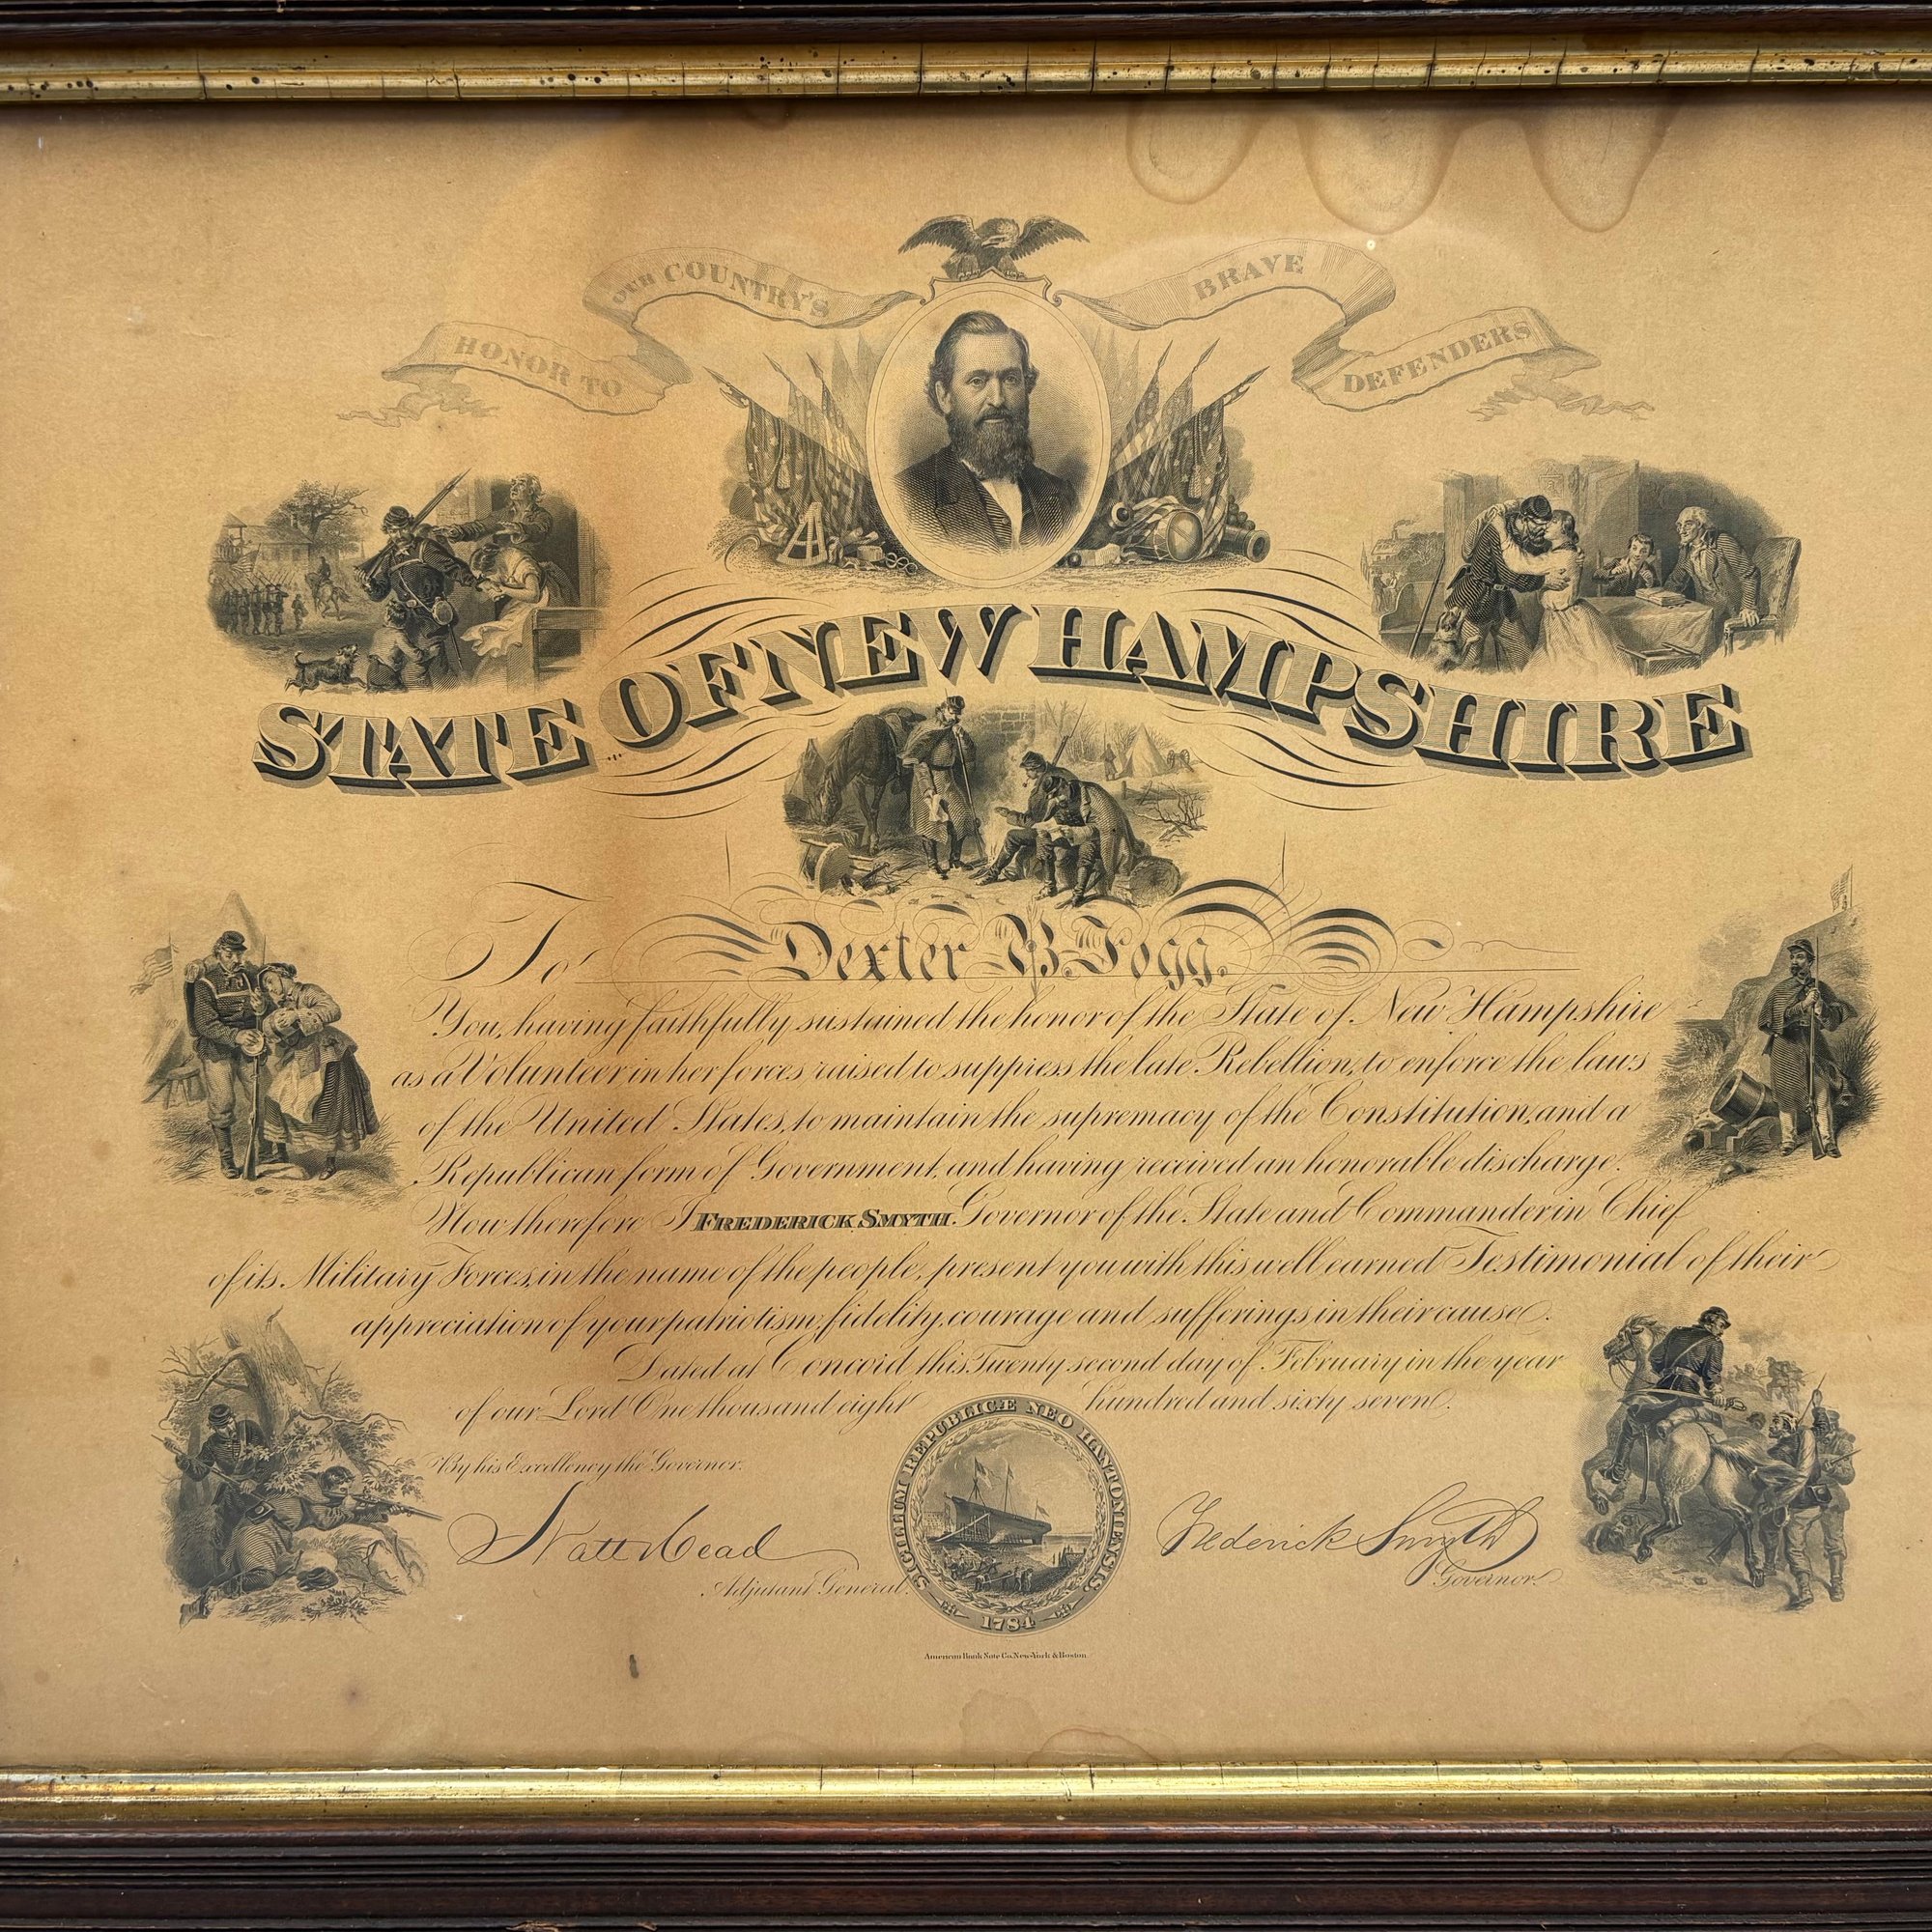 HONOR TO OUR COUNTRY'S BRAVE DEFENDERS
STATE OF NEW HAMPSHIRE
To Dexter B. Fogg.
You, having faithfully sustained the honor of the State of New Hampshire
as a Volunteer in her forces raised to suppress the late Rebellion, to enforce the laws
of the United States, to maintain the supremacy of the Constitution, and a
Republican form of Government, and having received an honorable discharge.
Now therefore I FREDERICK SMYTH. Governor of the State and Commander in Chief
of its Military Forces, in the name of the people, present you with this well earned Testimonial of their
appreciation of your patriotism, fidelity, courage and sufferings in their cause.
Dated at Concord this Twenty second day of February in the year
of our Lord One thousand eight hundred and sixty seven.
By his Excellency the Governor.
Natt Head
Adjutant General.
SIGILLUM REIPUBLICÆ NEO HANTONIENSIS.
1784
Frederick Smyth
Governor.
American Bank Note Co. New-York & Boston.